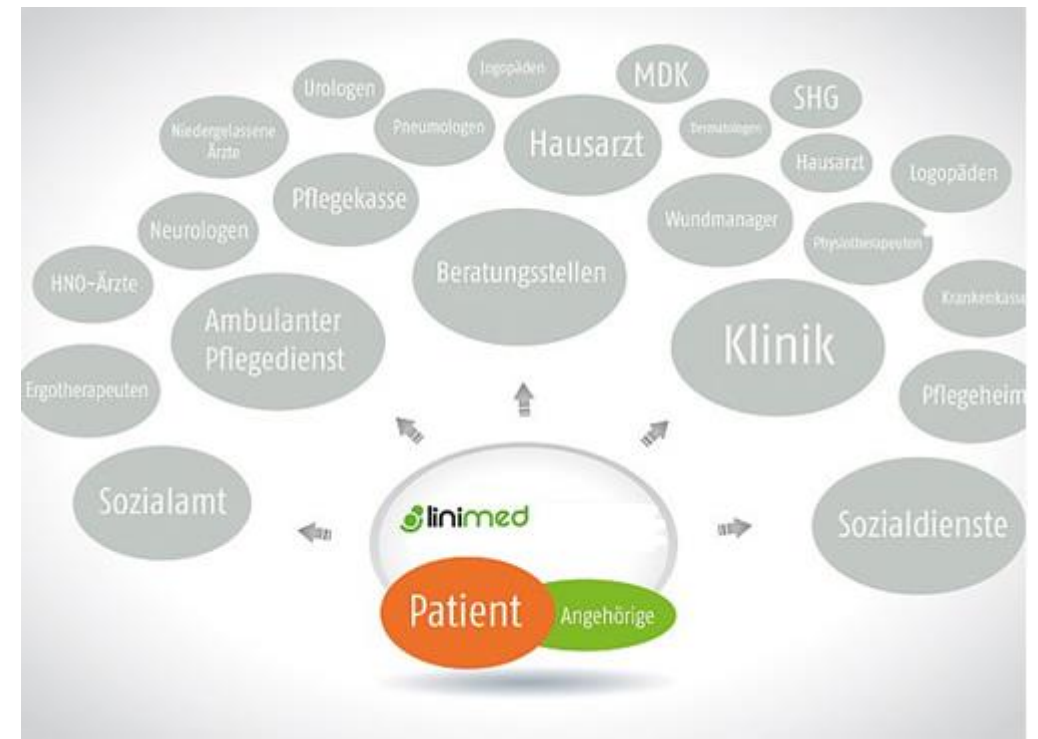 Logopäden
MDK
Urologen
SHG
Pneumologen
Dermatologen
Niedergelassene
Ärzte
Hausarzt
Hausarzt
Logopäden
Pflegekasse
Wundmanager
Neurologen
Physiotherapeuten
HNO-Ärzte
Beratungsstellen
Krankenkasse
Ambulanter
Pflegedienst
Klinik
Ergotherapeuten
Pflegeheim
Sozialamt
linimed
Sozialdienste
Patient
Angehörige